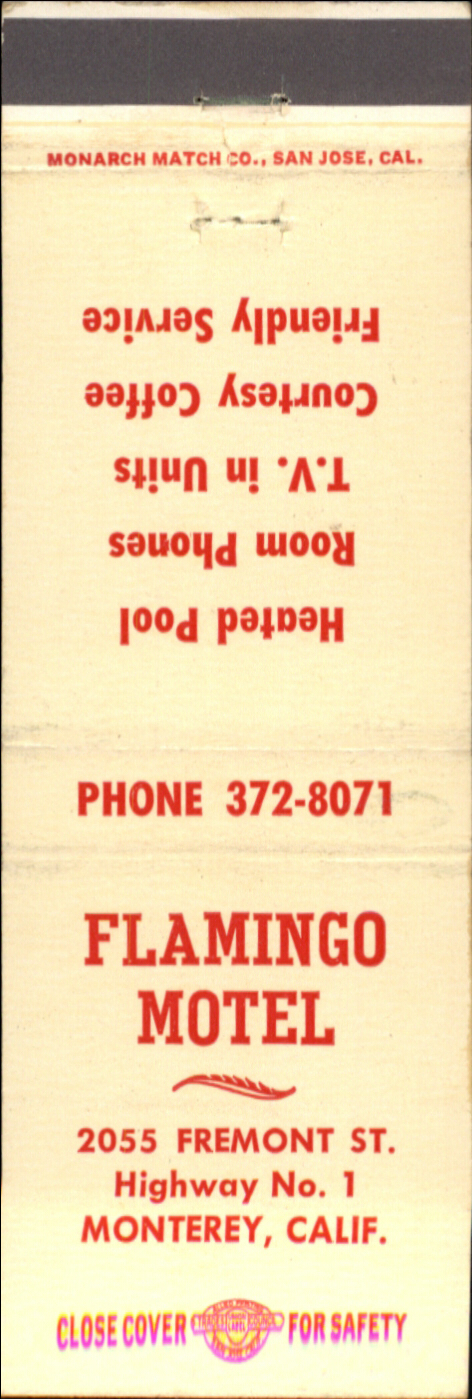 MONARCH MATCH CO., SAN JOSE, CAL.
Heated Pool
Room Phones
T.V. in Units
Courtesy Coffee
Friendly Service
PHONE 372-8071
FLAMINGO
MOTEL
2055 FREMONT ST.
Highway No. 1
MONTEREY, CALIF.
CLOSE COVER FOR SAFETY